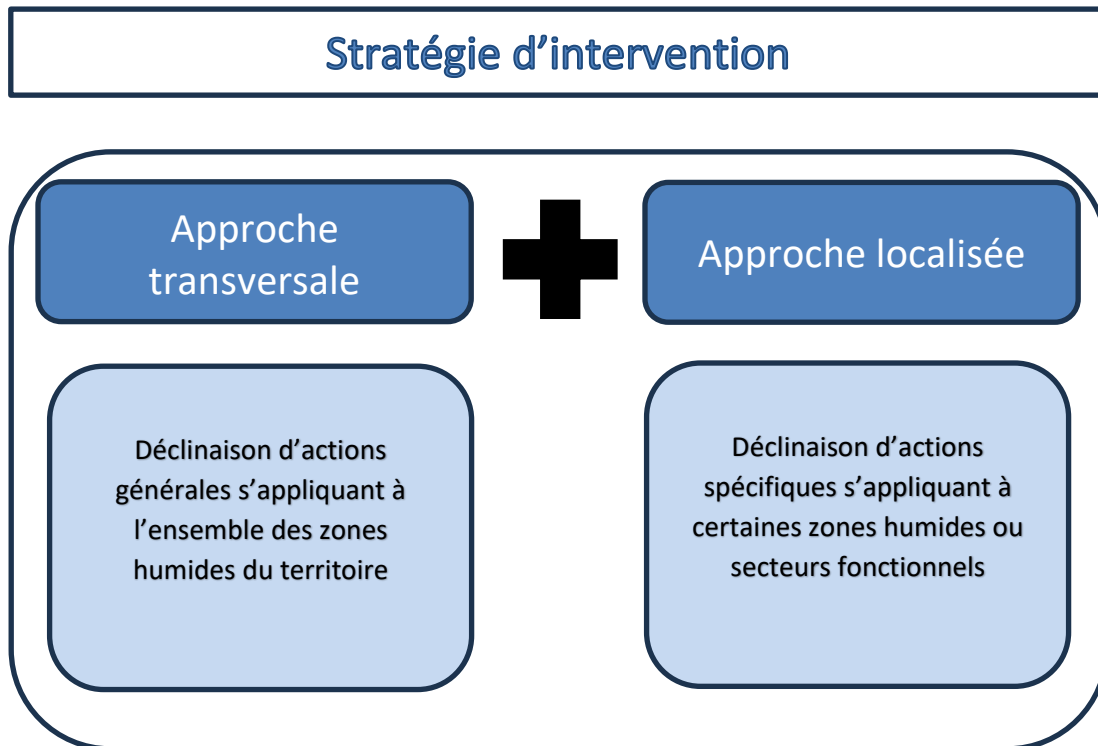 Stratégie d’intervention
Approche
transversale
Approche localisée
Déclinaison d’actions
générales s’appliquant à
l’ensemble des zones
humides du territoire
Déclinaison d’actions
spécifiques s’appliquant à
certaines zones humides ou
secteurs fonctionnels